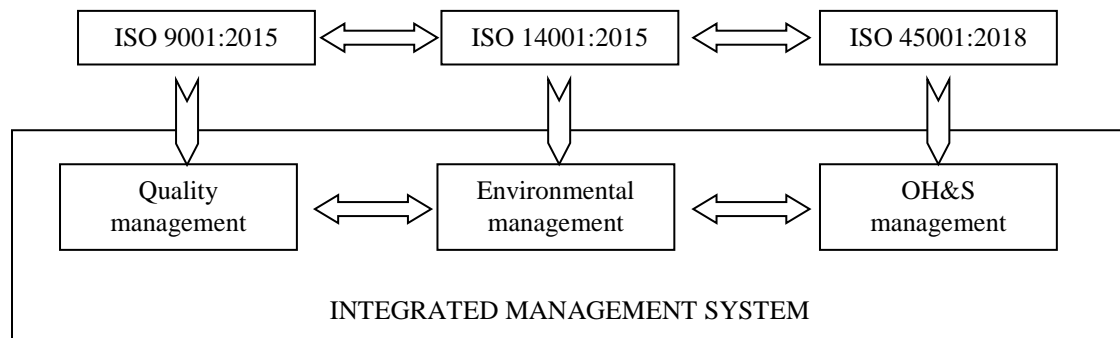 ISO 9001:2015
ISO 14001:2015
ISO 45001:2018
Quality
management
Environmental
management
OH&S
management
INTEGRATED MANAGEMENT SYSTEM